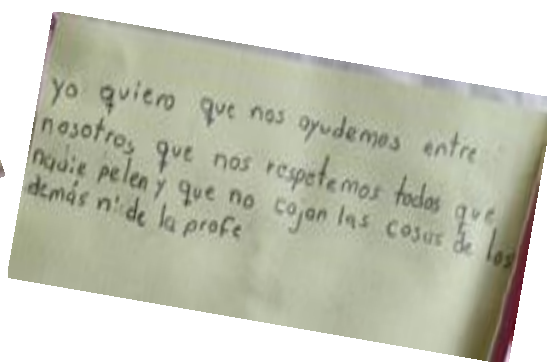 yo quiero que nos ayudemos entre
nosotros, que nos respetemos todos que
nadie pelen y que no cojan las cosas de los
demás ni de la profe